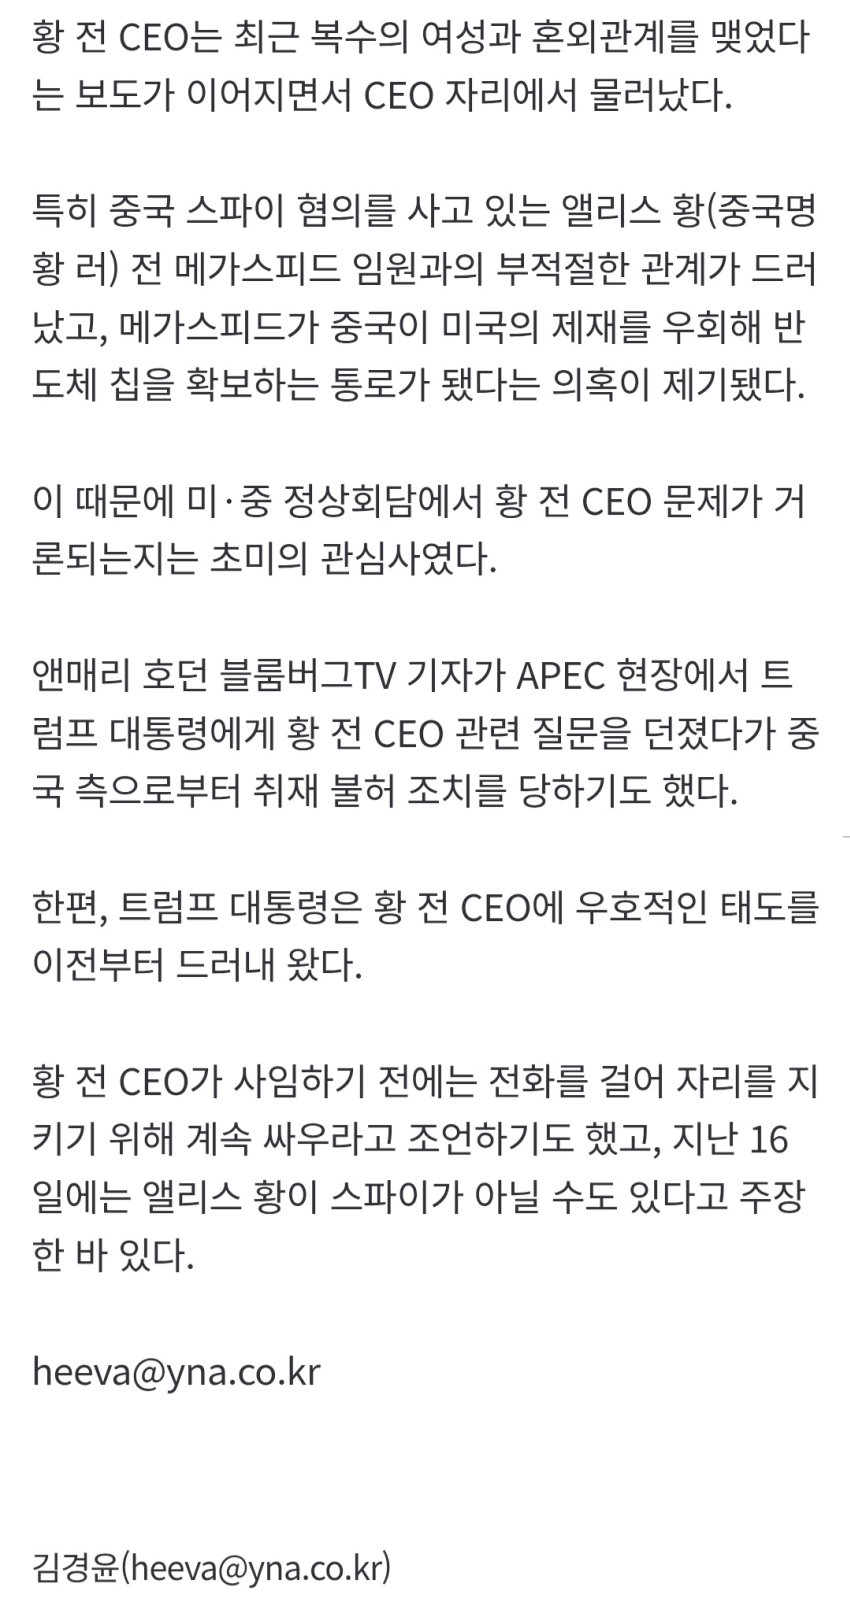 황 전 CEO는 최근 복수의 여성과 혼외관계를 맺었다
는 보도가 이어지면서 CEO 자리에서 물러났다.
특히 중국 스파이 혐의를 사고 있는 앨리스 황(중국명
황 러) 전 메가스피드 임원과의 부적절한 관계가 드러
났고, 메가스피드가 중국이 미국의 제재를 우회해 반
도체 칩을 확보하는 통로가 됐다는 의혹이 제기됐다.
이 때문에 미·중 정상회담에서 황 전 CEO 문제가 거
론되는지는 초미의 관심사였다.
앤매리 호던 블룸버그TV 기자가 APEC 현장에서 트
럼프 대통령에게 황 전 CEO 관련 질문을 던졌다가 중
국 측으로부터 취재 불허 조치를 당하기도 했다.
한편, 트럼프 대통령은 황 전 CEO에 우호적인 태도를
이전부터 드러내 왔다.
황 전 CEO가 사임하기 전에는 전화를 걸어 자리를 지
키기 위해 계속 싸우라고 조언하기도 했고, 지난 16
일에는 앨리스 황이 스파이가 아닐 수도 있다고 주장
한 바 있다.
heeva@yna.co.kr
김경윤(heeva@yna.co.kr)